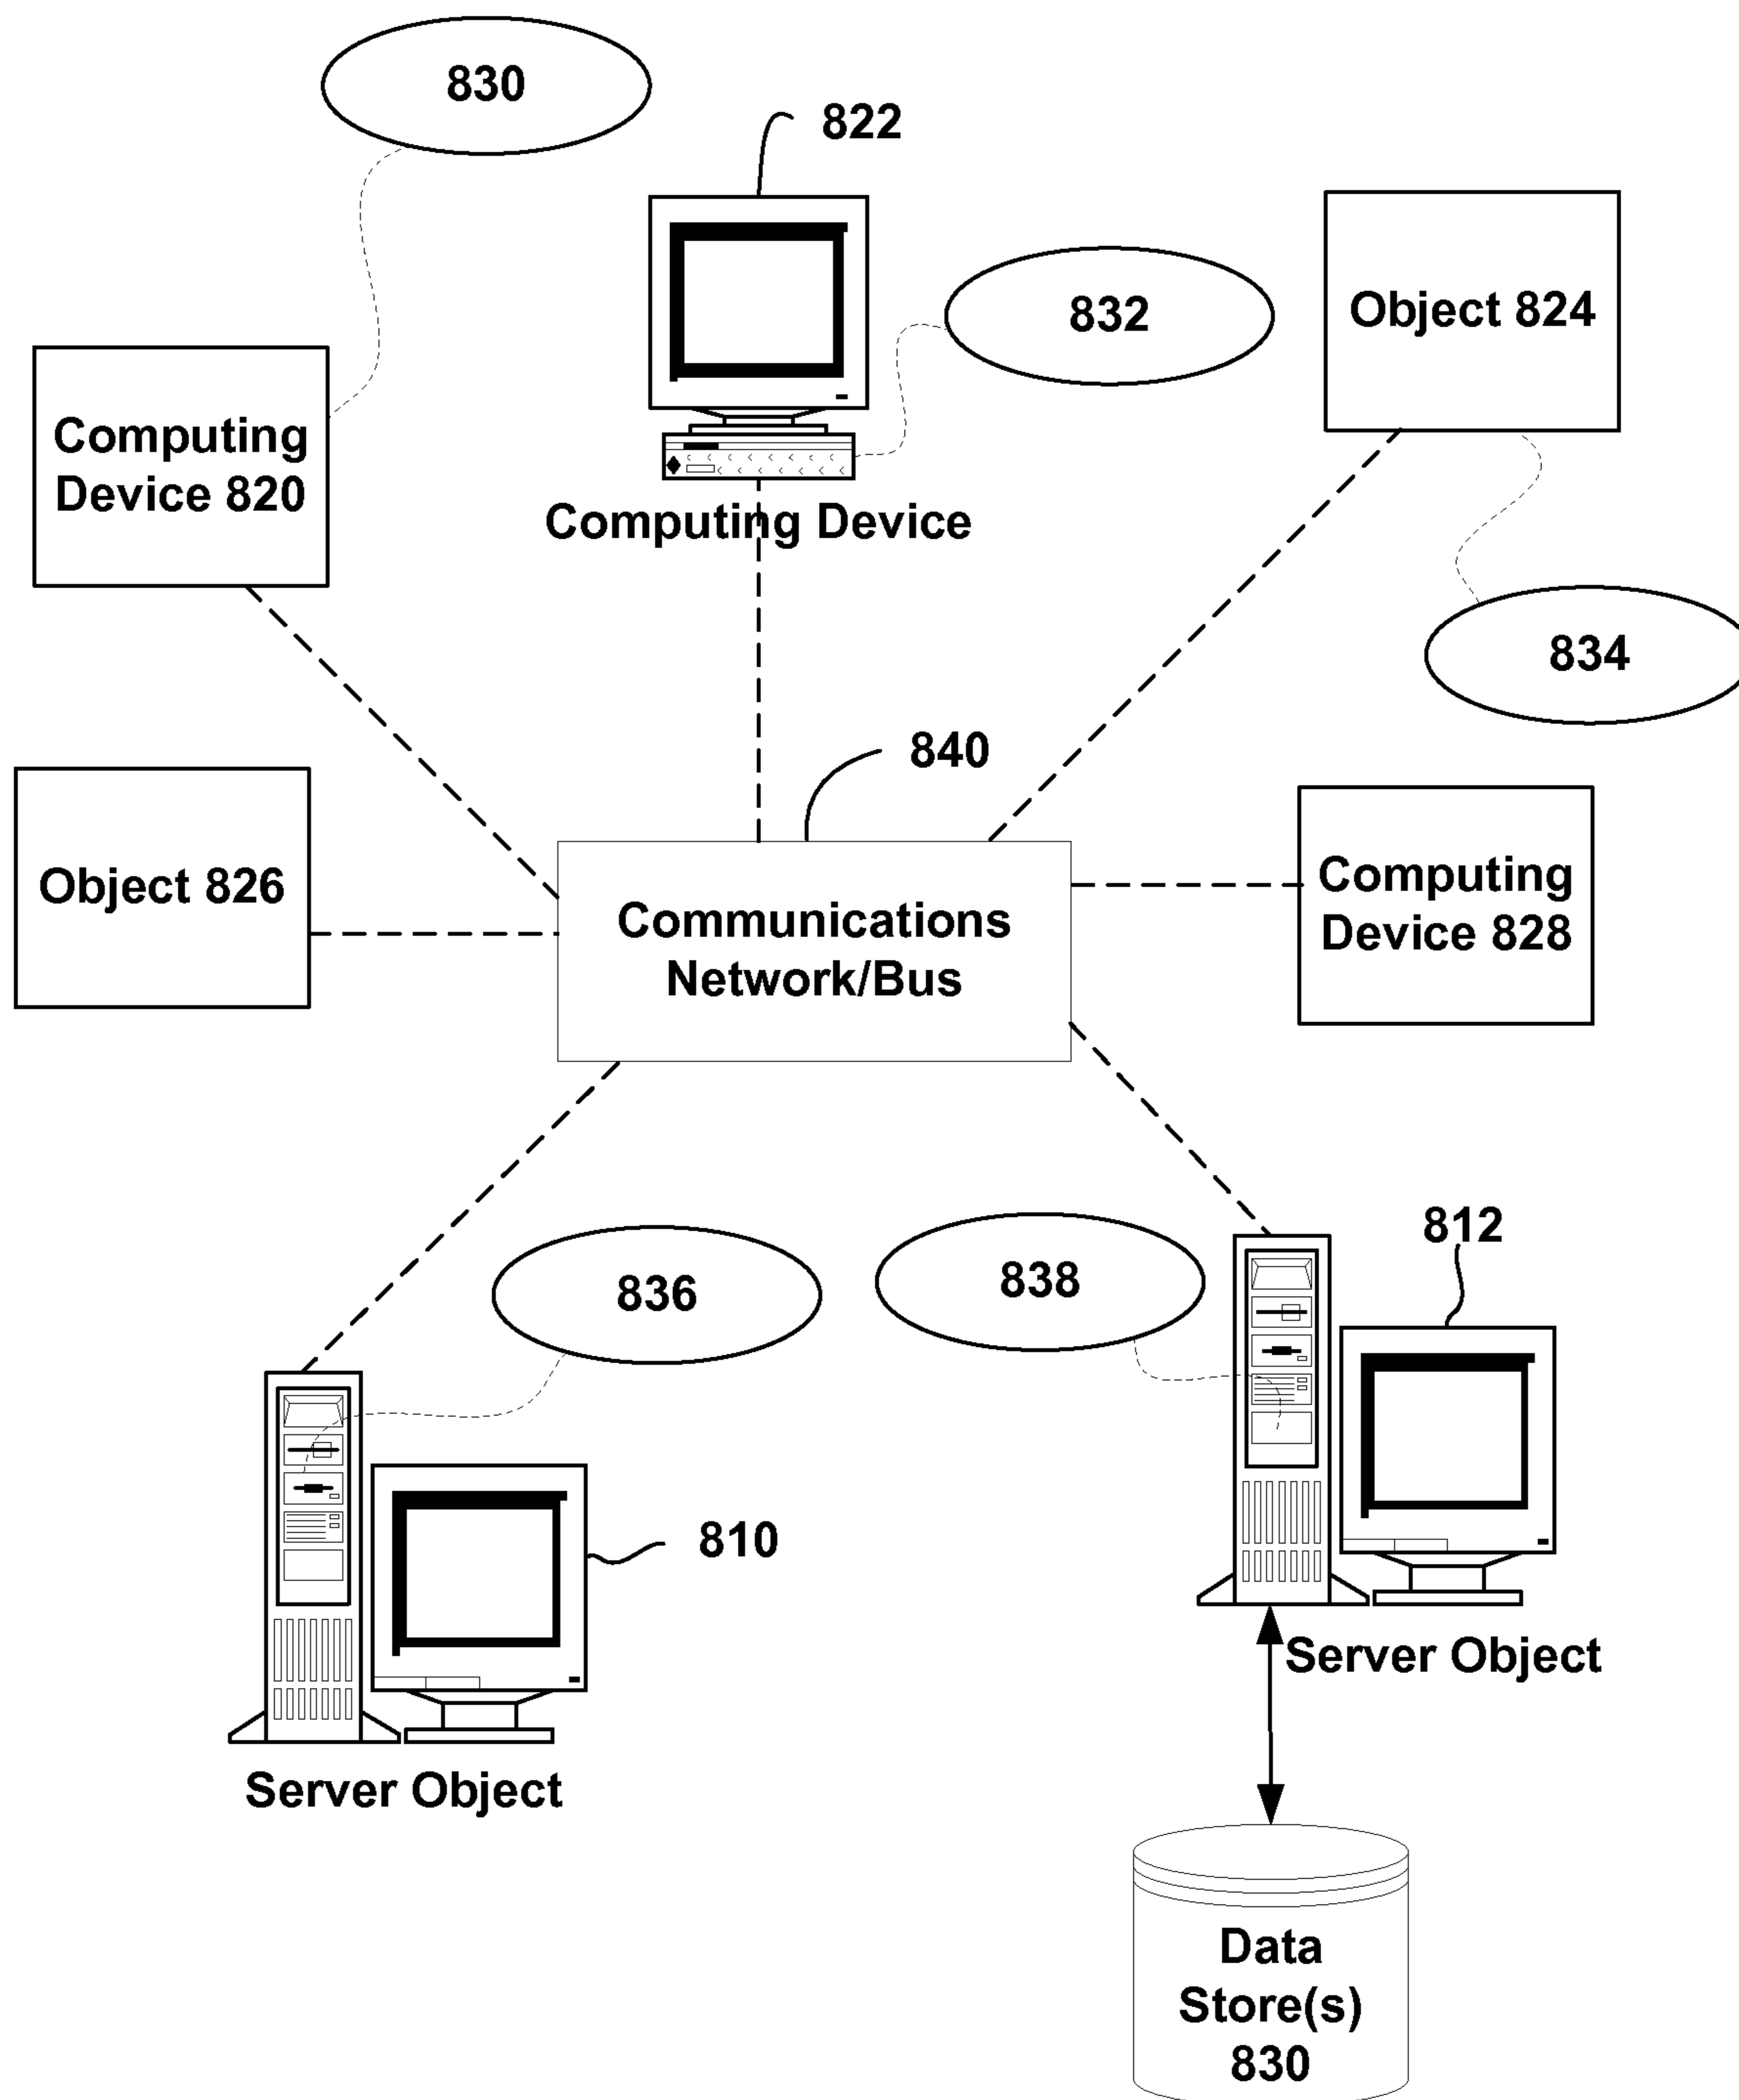 830
822
832
Object 824
Computing
Device 820
Computing Device
834
840
Object 826
Computing
Device 828
Communications
Network/Bus
812
836
838
810
Server Object
Server Object
Data
Store(s)
830